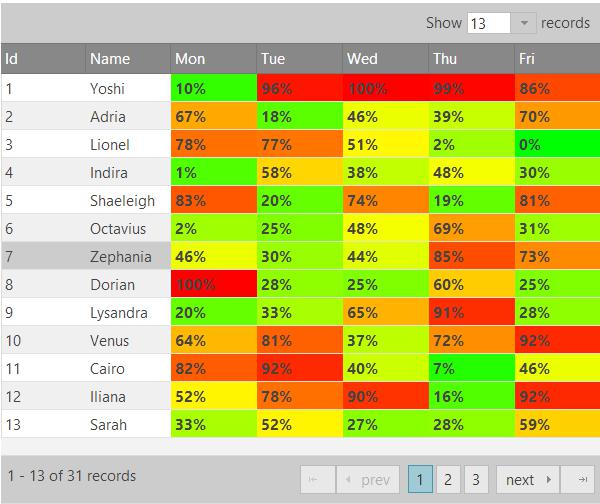 Show 13 records
Id Name Mon Tue Wed Thu Fri
1 Yoshi 10% 96% 100% 99% 86%
2 Adria 67% 18% 46% 39% 70%
3 Lionel 78% 77% 51% 2% 0%
4 Indira 1% 58% 38% 48% 30%
5 Shaeleigh 83% 20% 74% 19% 81%
6 Octavius 2% 25% 48% 69% 31%
7 Zephania 46% 30% 44% 85% 73%
8 Dorian 100% 28% 25% 60% 25%
9 Lysandra 20% 33% 65% 91% 28%
10 Venus 64% 81% 37% 72% 92%
11 Cairo 82% 92% 40% 7% 46%
12 Iliana 52% 78% 90% 16% 92%
13 Sarah 33% 52% 27% 28% 59%
1 - 13 of 31 records prev 1 2 3 next